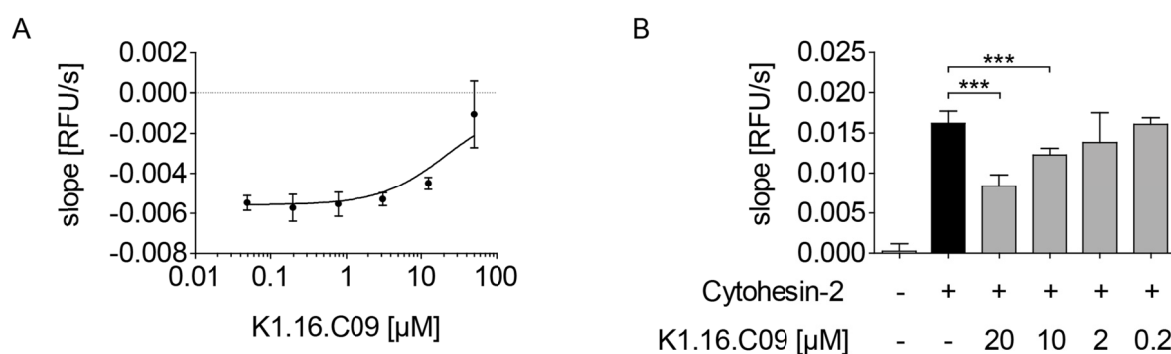 A
0.002
0.000
-0.002
-0.004
-0.006
-0.008
slope [RFU/s]
0.01 0.1 1 10 100
K1.16.C09 [µM]
B
0.025
0.020
0.015
0.010
0.005
0.000
slope [RFU/s]
***
***
Cytohesin-2 - + + + + +
K1.16.C09 [µM] - - 20 10 2 0.2